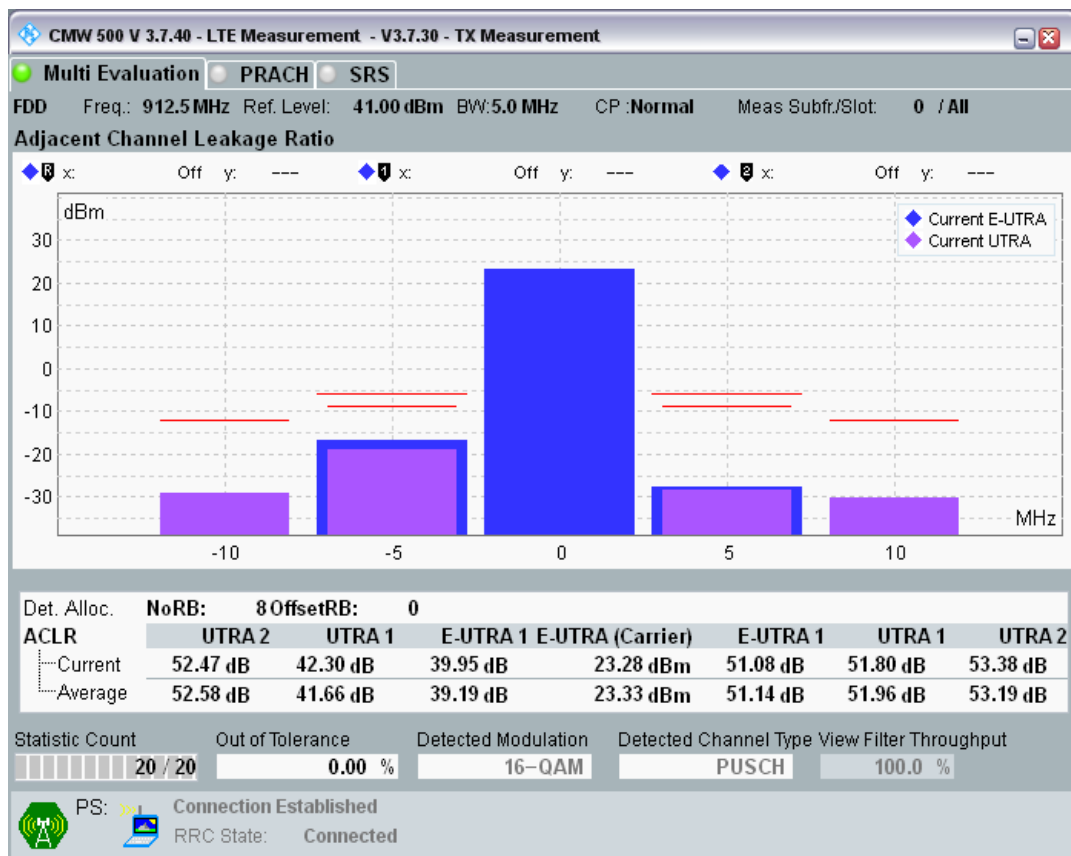 CMW 500 V 3.7.40 - LTE Measurement - V3.7.30 - TX Measurement
Multi Evaluation PRACH SRS
FDD Freq.: 912.5 MHz Ref. Level: 41.00 dBm BW:5.0 MHz CP :Normal Meas Subfr./Slot: 0 / All
Adjacent Channel Leakage Ratio
R x: Off y: --- 1 x: Off y: --- 2 x: Off y: ---
dBm
Current E-UTRA
Current UTRA
30
20
10
0
-10
-20
-30
MHz
-10 -5 0 5 10
Det. Alloc. NoRB: 8 OffsetRB: 0
ACLR UTRA 2 UTRA 1 E-UTRA 1 E-UTRA (Carrier) E-UTRA 1 UTRA 1 UTRA 2
Current 52.47 dB 42.30 dB 39.95 dB 23.28 dBm 51.08 dB 51.80 dB 53.38 dB
Average 52.58 dB 41.66 dB 39.19 dB 23.33 dBm 51.14 dB 51.96 dB 53.19 dB
Statistic Count Out of Tolerance Detected Modulation Detected Channel Type View Filter Throughput
20 / 20 0.00 % 16-QAM PUSCH 100.0 %
PS: Connection Established
RRC State: Connected